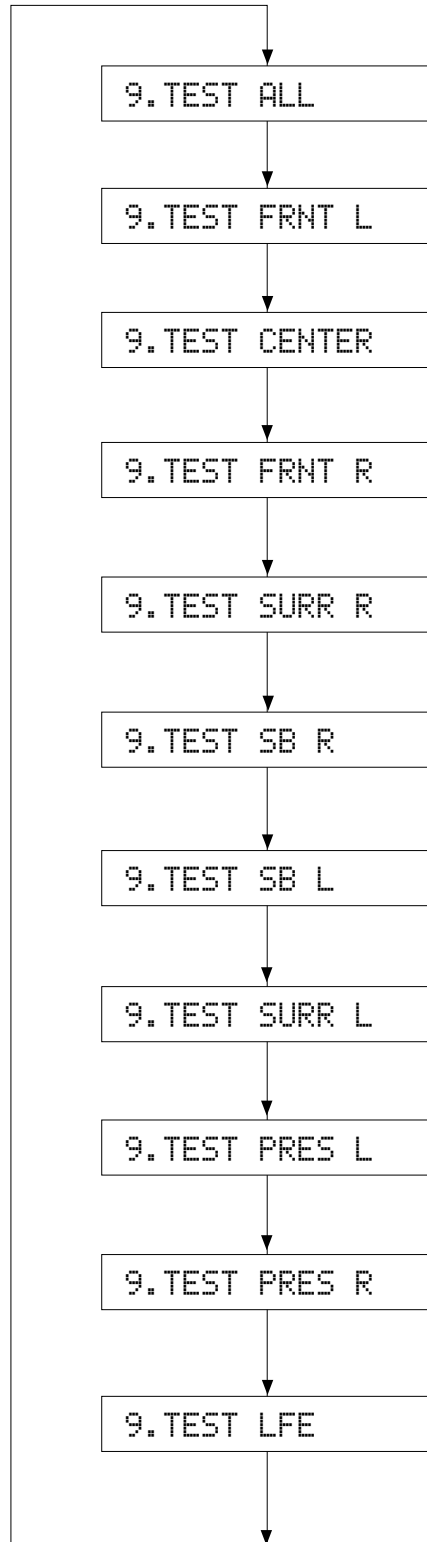 9.TEST ALL
9.TEST FRNT L
9.TEST CENTER
9.TEST FRNT R
9.TEST SURR R
9.TEST SB R
9.TEST SB L
9.TEST SURR L
9.TEST PRES L
9.TEST PRES R
9.TEST LFE